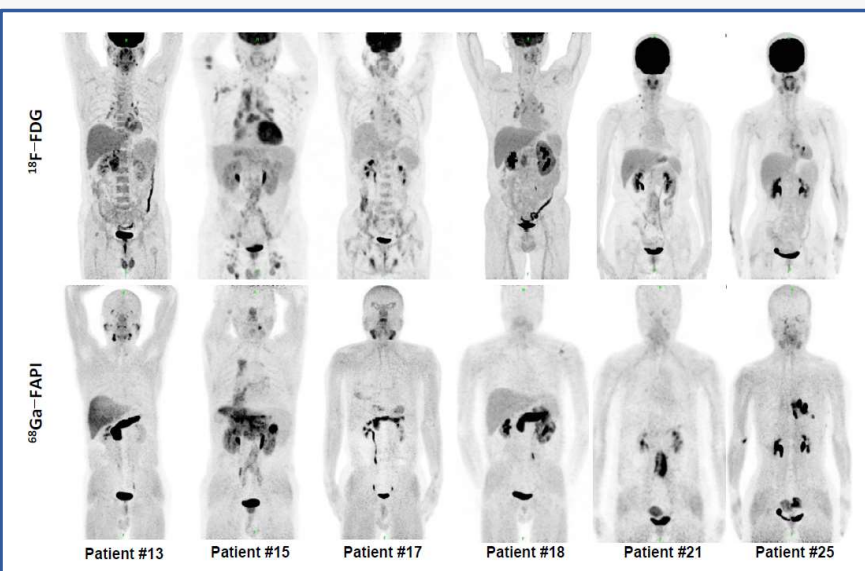 ¹⁸F–FDG
⁶⁸Ga–FAPI
Patient #13 Patient #15 Patient #17 Patient #18 Patient #21 Patient #25